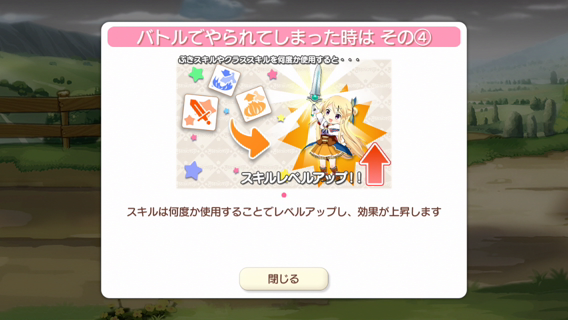 バトルでやられてしまった時は その④
ぶきスキルやクラススキルを何度か使用すると・・・
スキルレベルアップ！！
スキルは何度か使用することでレベルアップし、効果が上昇します
閉じる